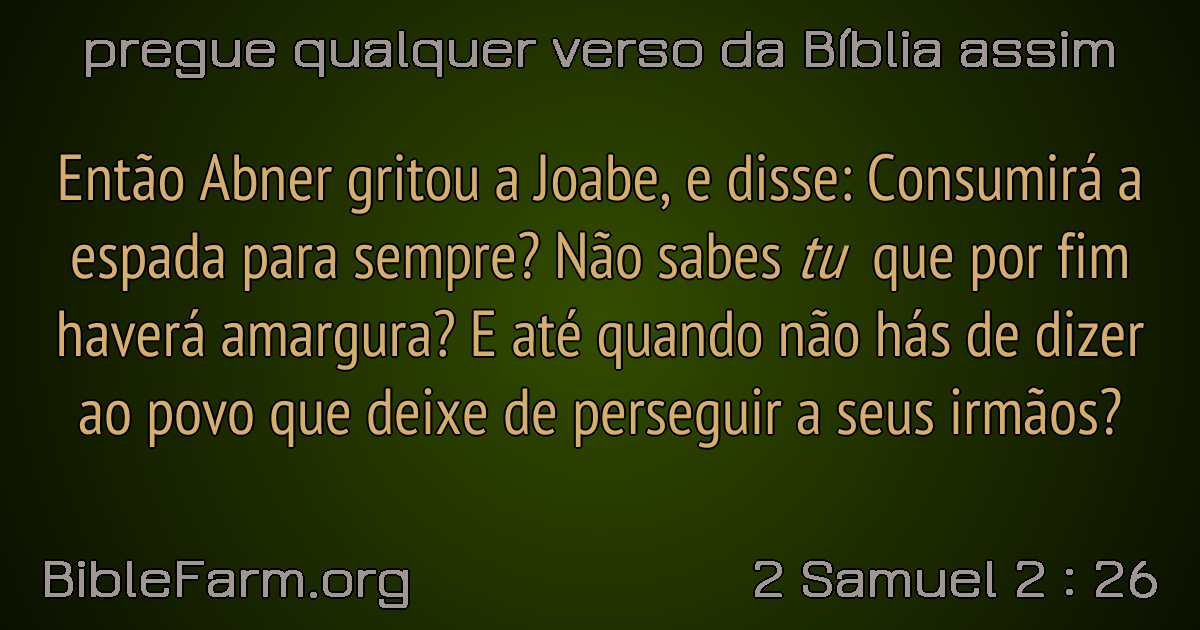 pregue qualquer verso da Bíblia assim
Então Abner gritou a Joabe, e disse: Consumirá a
espada para sempre? Não sabes tu que por fim
haverá amargura? E até quando não hás de dizer
ao povo que deixe de perseguir a seus irmãos?
BibleFarm.org
2 Samuel 2 : 26